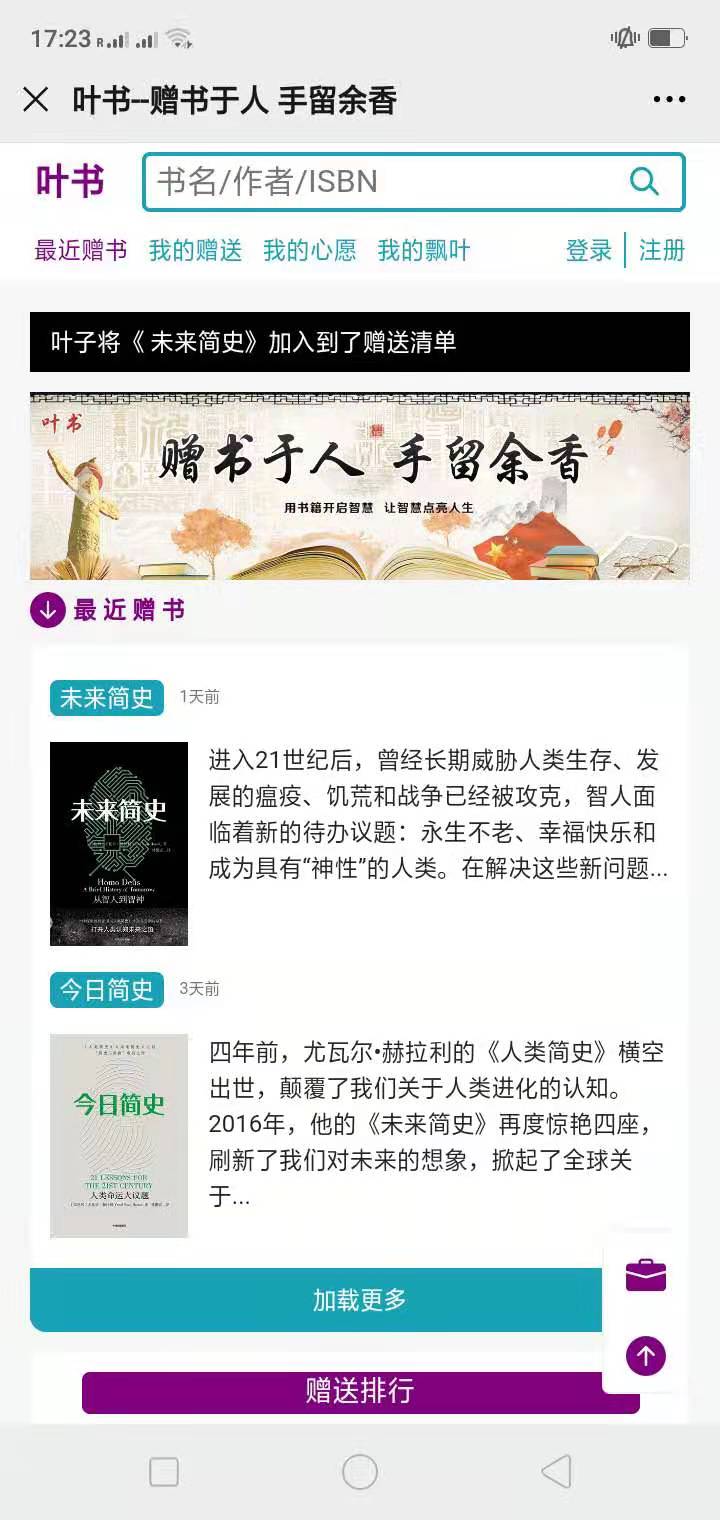 17:23
叶书--赠书于人 手留余香
叶书
书名/作者/ISBN
最近赠书 我的赠送 我的心愿 我的飘叶 登录 注册
叶子将《 未来简史》加入到了赠送清单
叶书
赠书于人 手留余香
用书籍开启智慧 让智慧点亮人生
最近赠书
未来简史 1天前
进入21世纪后，曾经长期威胁人类生存、发
展的瘟疫、饥荒和战争已经被攻克，智人面
临着新的待办议题：永生不老、幸福快乐和
成为具有“神性”的人类。在解决这些新问题...
未来简史
Homo Deus
A Brief History of Tomorrow
从智人到智神
今日简史 3天前
四年前，尤瓦尔•赫拉利的《人类简史》横空
出世，颠覆了我们关于人类进化的认知。
2016年，他的《未来简史》再度惊艳四座，
刷新了我们对未来的想象，掀起了全球关
于...
今日简史
21 LESSONS FOR
THE 21ST CENTURY
人类命运大议题
加载更多
赠送排行